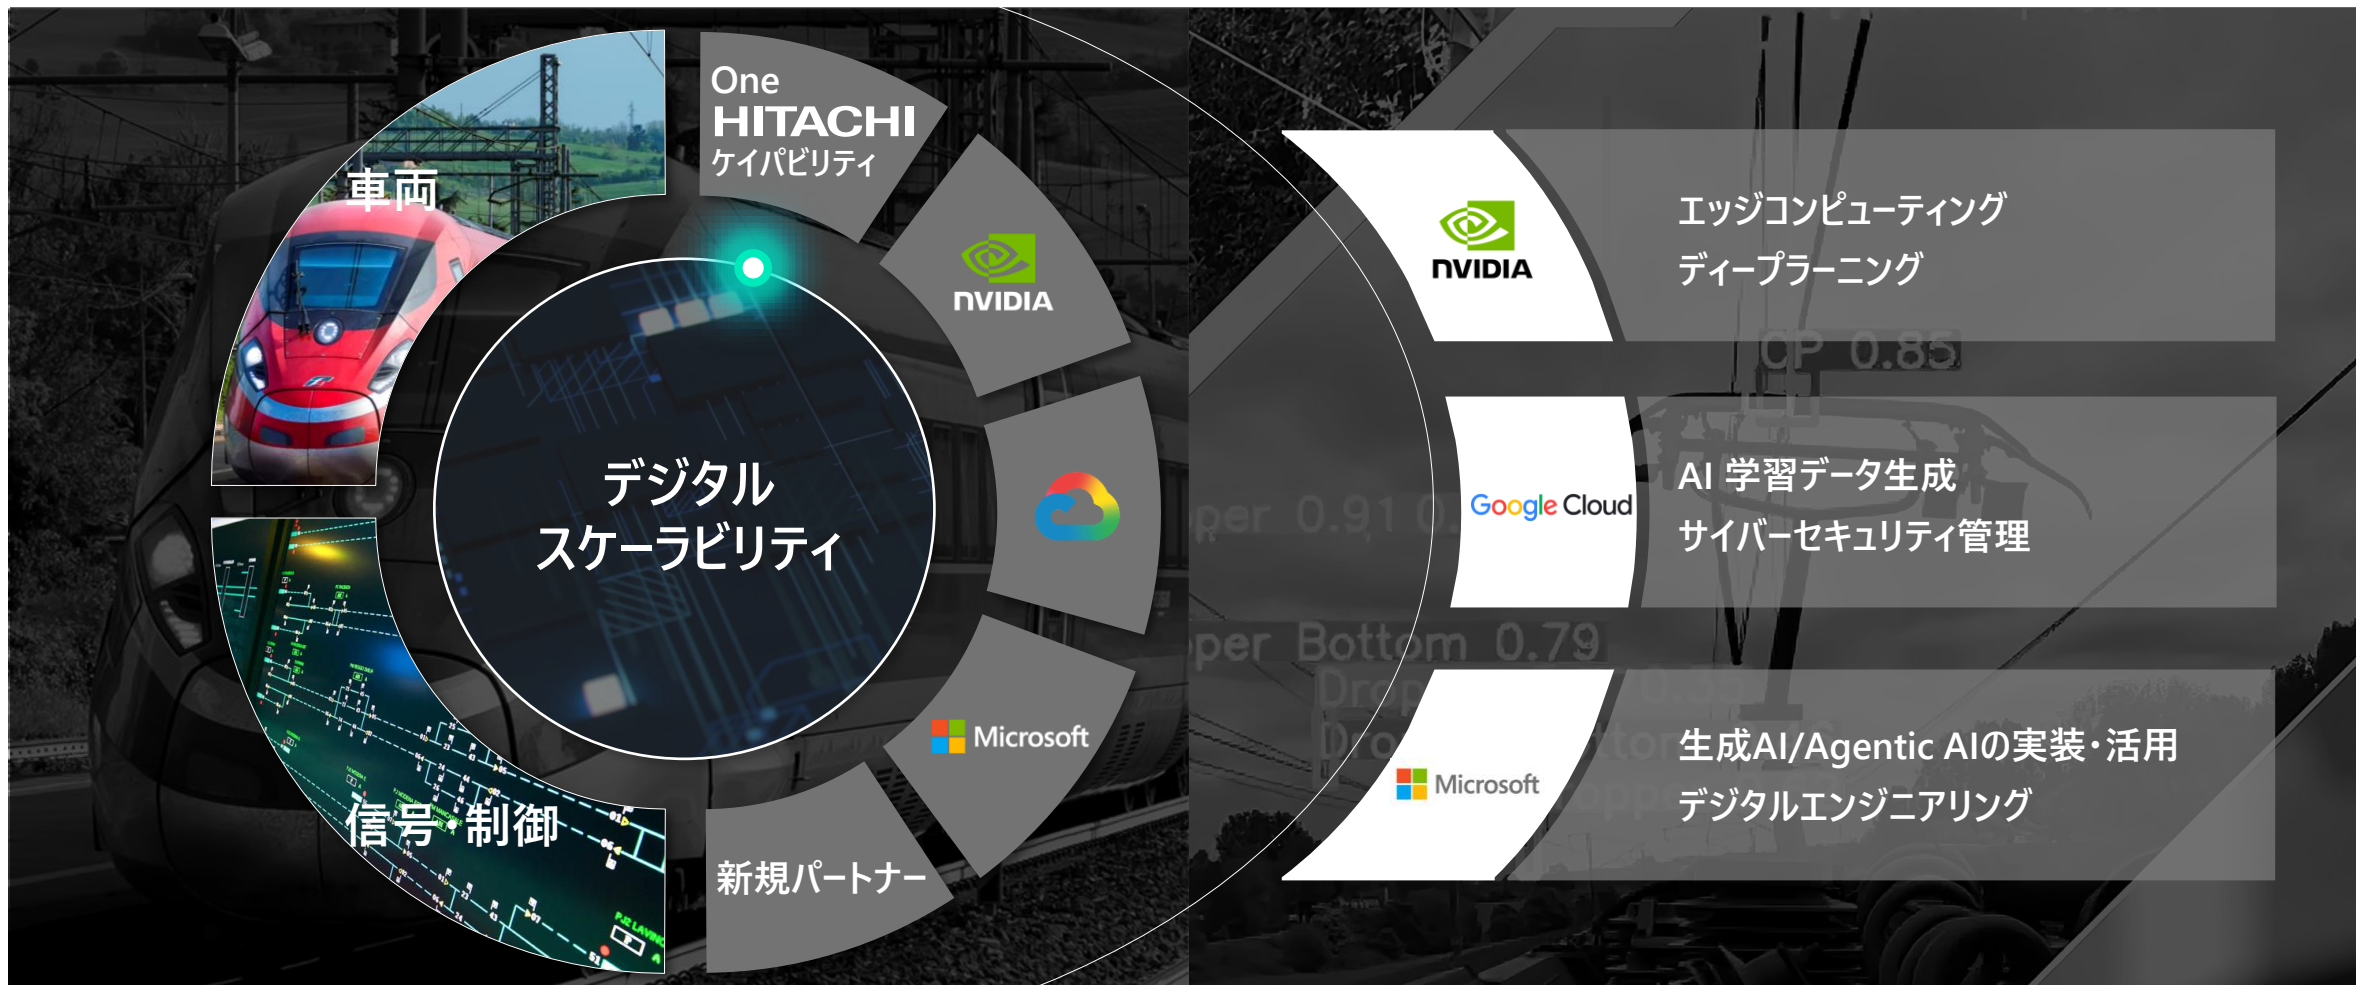 車両
One
HITACHI
ケイパビリティ
NVIDIA
デジタル
スケーラビリティ
Microsoft
信号・制御
新規パートナー
NVIDIA
エッジコンピューティング
ディープラーニング
CP 0.85
Google Cloud
AI 学習データ生成
サイバーセキュリティ管理
per 0.91
per Bottom 0.79
0.35
Microsoft
生成AI/Agentic AIの実装・活用
デジタルエンジニアリング